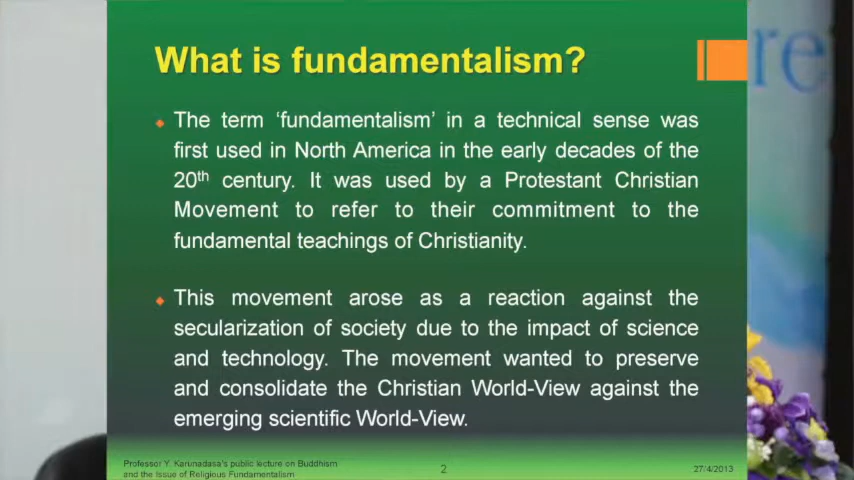 What is fundamentalism?
re
The term ‘fundamentalism’ in a technical sense was
first used in North America in the early decades of the
20th century. It was used by a Protestant Christian
Movement to refer to their commitment to the
fundamental teachings of Christianity.
This movement arose as a reaction against the
secularization of society due to the impact of science
and technology. The movement wanted to preserve
and consolidate the Christian World-View against the
emerging scientific World-View.
Professor Y. Karunadasa's public lecture on Buddhism
and the Issue of Religious Fundamentalism
2
27/4/2013